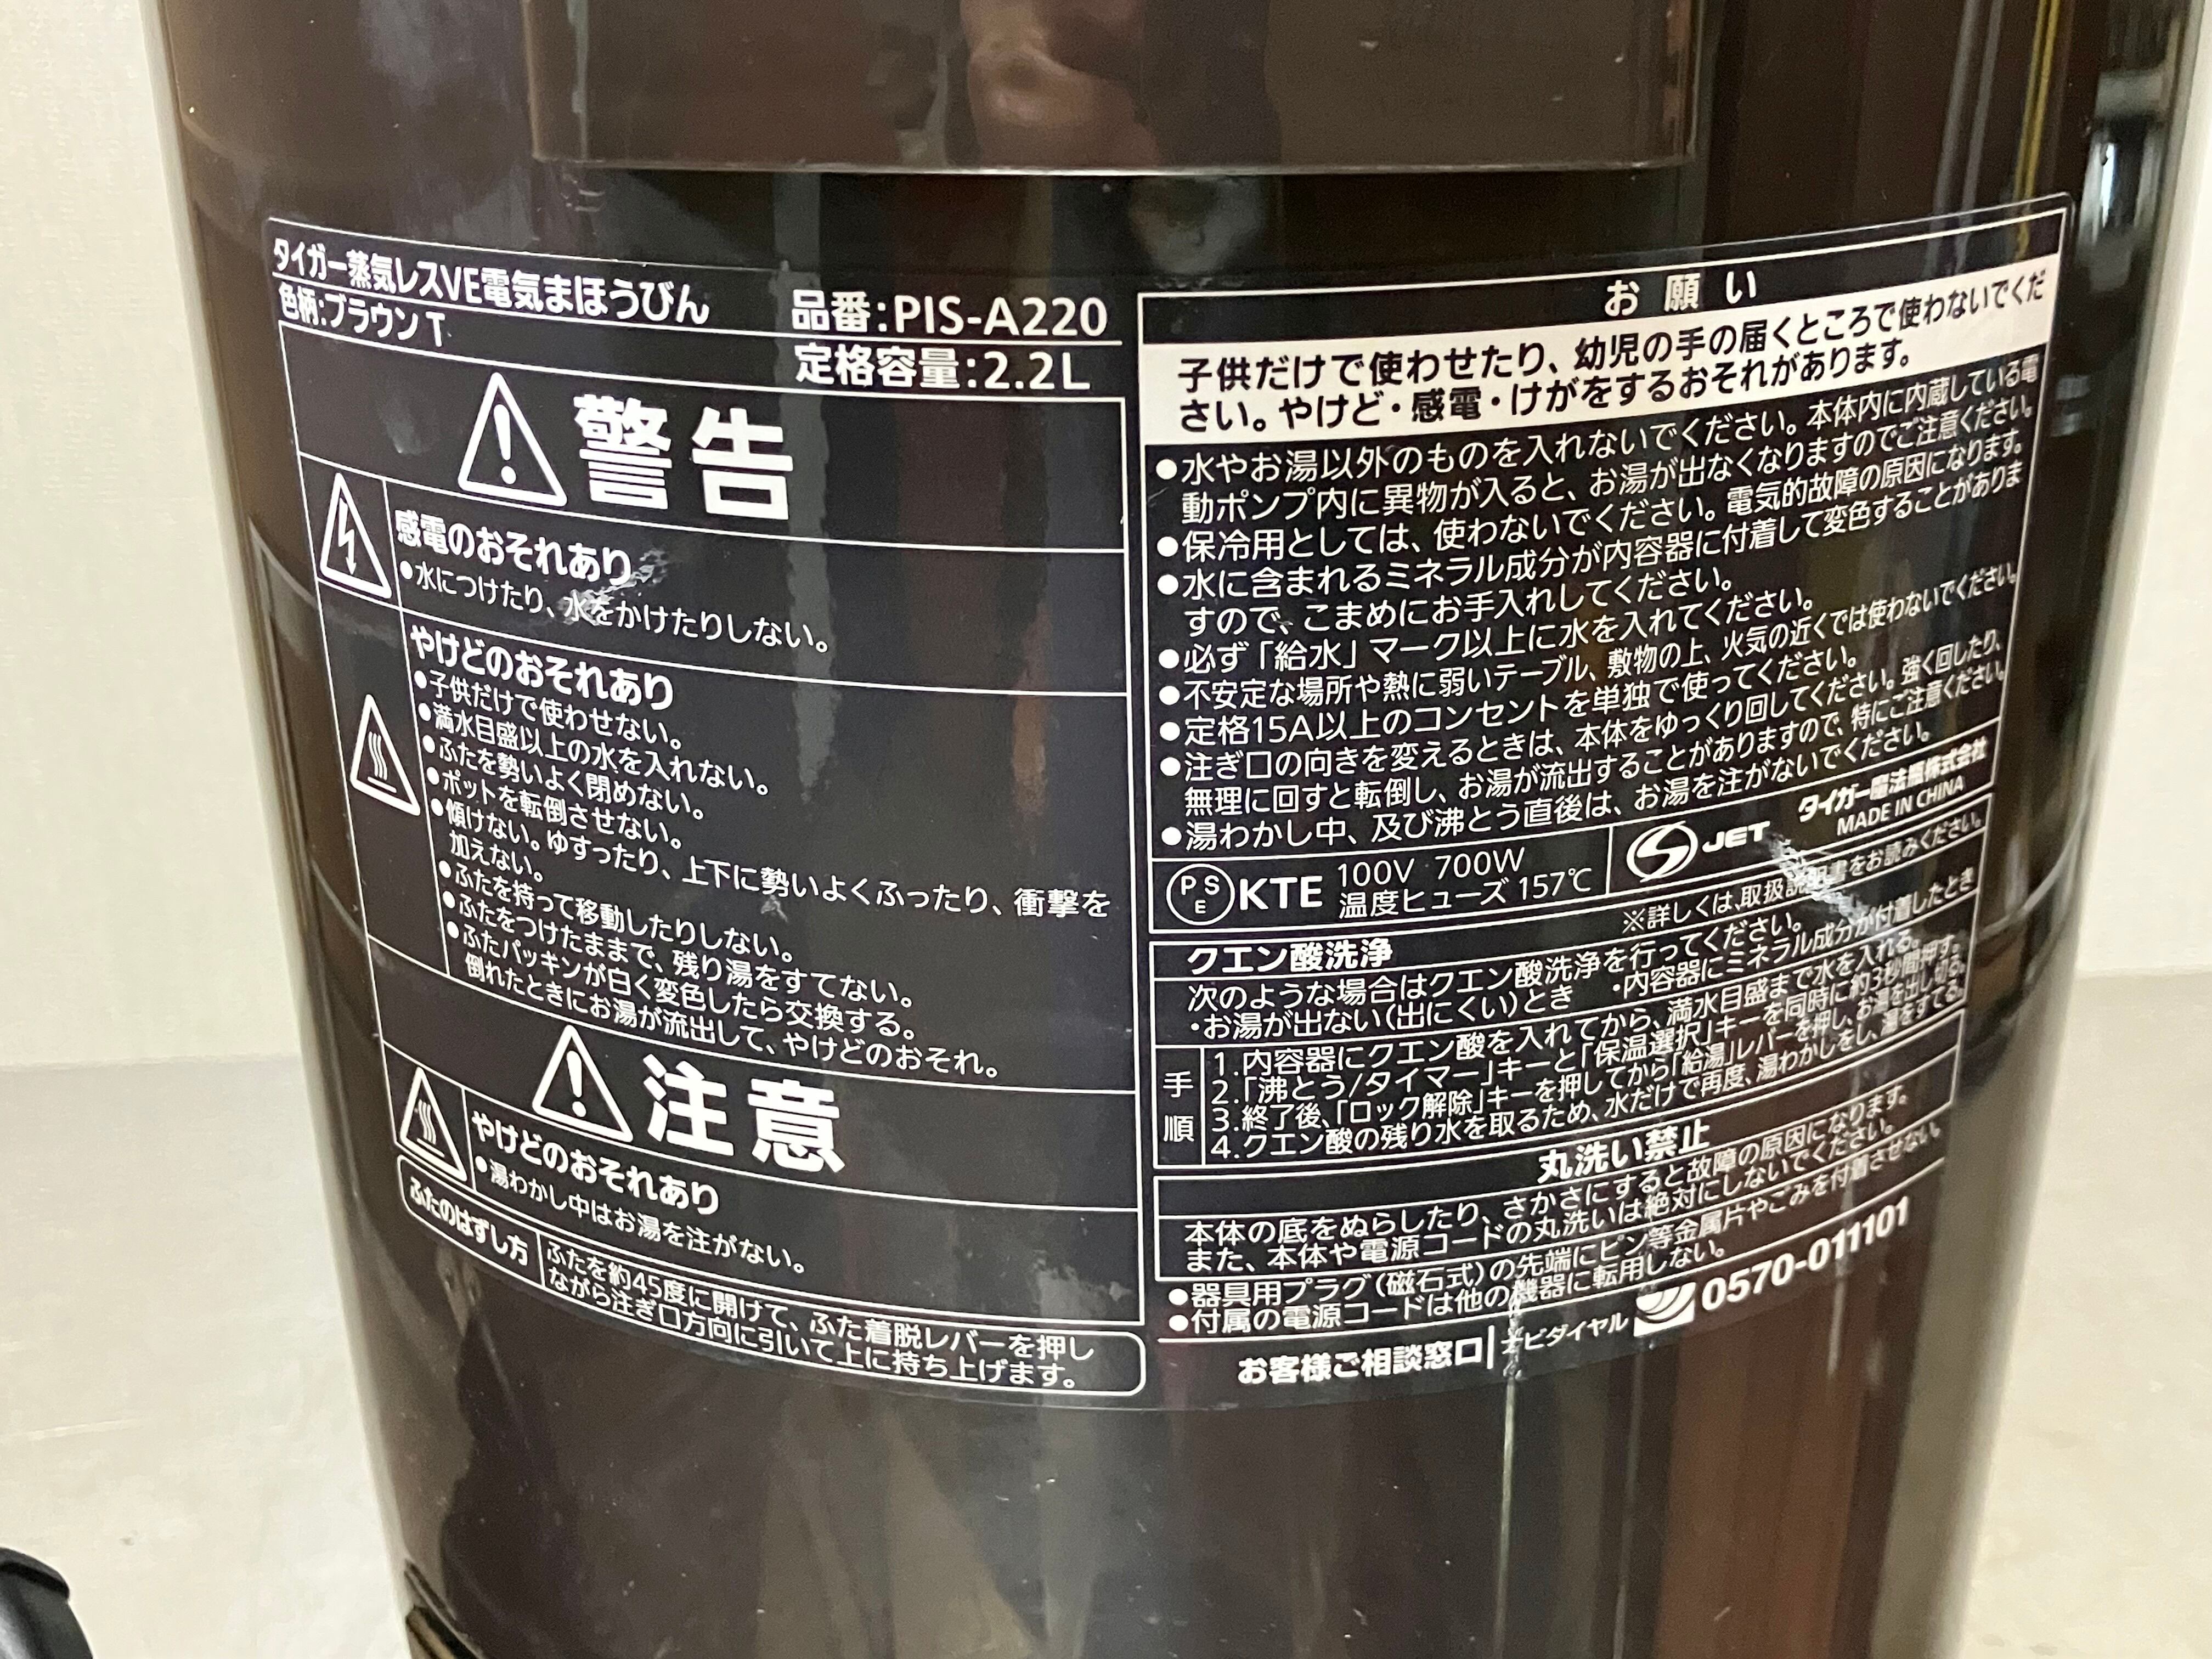 タイガー蒸気レスVE電気まほうびん
品番:PIS-A220
色柄:ブラウン T
定格容量:2.2L
警告
感電のおそれあり
●水につけたり、水をかけたりしない。
やけどのおそれあり
●子供だけで使わせない。
●満水目盛以上の水を入れない。
●ふたを勢いよく閉めない。
●ポットを転倒させない。
●傾けない。ゆすったり、上下に勢いよくふったり、衝撃を
加えない。
●ふたを持って移動したりしない。
●ふたをつけたままで、残り湯をすてない。
●ふたパッキンが白く変色したら交換する。
倒れたときにお湯が流出して、やけどのおそれ。
注意
やけどのおそれあり
●湯わかし中はお湯を注がない。
ふたのはずし方
ふたを約45度に開けて、ふた着脱レバーを押し
ながら注ぎ口方向に引いて上に持ち上げます。
お願い
子供だけで使わせたり、幼児の手の届くところで使わないでくだ
さい。やけど・感電・けがをするおそれがあります。
●水やお湯以外のものを入れないでください。本体内に内蔵している電
動ポンプ内に異物が入ると、お湯が出なくなりますのでご注意ください。
●保冷用としては、使わないでください。電気的故障の原因になります。
●水に含まれるミネラル成分が内容器に付着して変色することがありま
すので、こまめにお手入れしてください。
●必ず「給水」マーク以上に水を入れてください。
●不安定な場所や熱に弱いテーブル、敷物の上、火気の近くでは使わないでください。
●定格15A以上のコンセントを単独で使ってください。
●注ぎ口の向きを変えるときは、本体をゆっくり回してください。強く回したり、
無理に回すと転倒し、お湯が流出することがありますので、特にご注意ください。
●湯わかし中、及び沸とう直後は、お湯を注がないでください。
PSE KTE
100V 700W
温度ヒューズ 157℃
S JET
タイガー魔法瓶株式会社
MADE IN CHINA
※詳しくは、取扱説明書をお読みください。
クエン酸洗浄
次のような場合はクエン酸洗浄を行ってください。
・お湯が出ない(出にくい)とき ・内容器にミネラル成分が付着したとき
手順
1.内容器にクエン酸を入れてから、満水目盛まで水を入れる。
2.「沸とう/タイマー」キーと「保温選択」キーを同時に約3秒間押す。
3.終了後、「ロック解除」キーを押してから「給湯」レバーを押し、お湯を出し切る。
4.クエン酸の残り水を取るため、水だけで再度、湯わかしをし、湯をすてる。
丸洗い禁止
本体の底をぬらしたり、さかさにすると故障の原因になります。
また、本体や電源コードの丸洗いは絶対にしないでください。
●器具用プラグ(磁石式)の先端にピン等金属片やごみを付着させない。
●付属の電源コードは他の機器に転用しない。
お客様ご相談窓口 ナビダイヤル 0570-011101